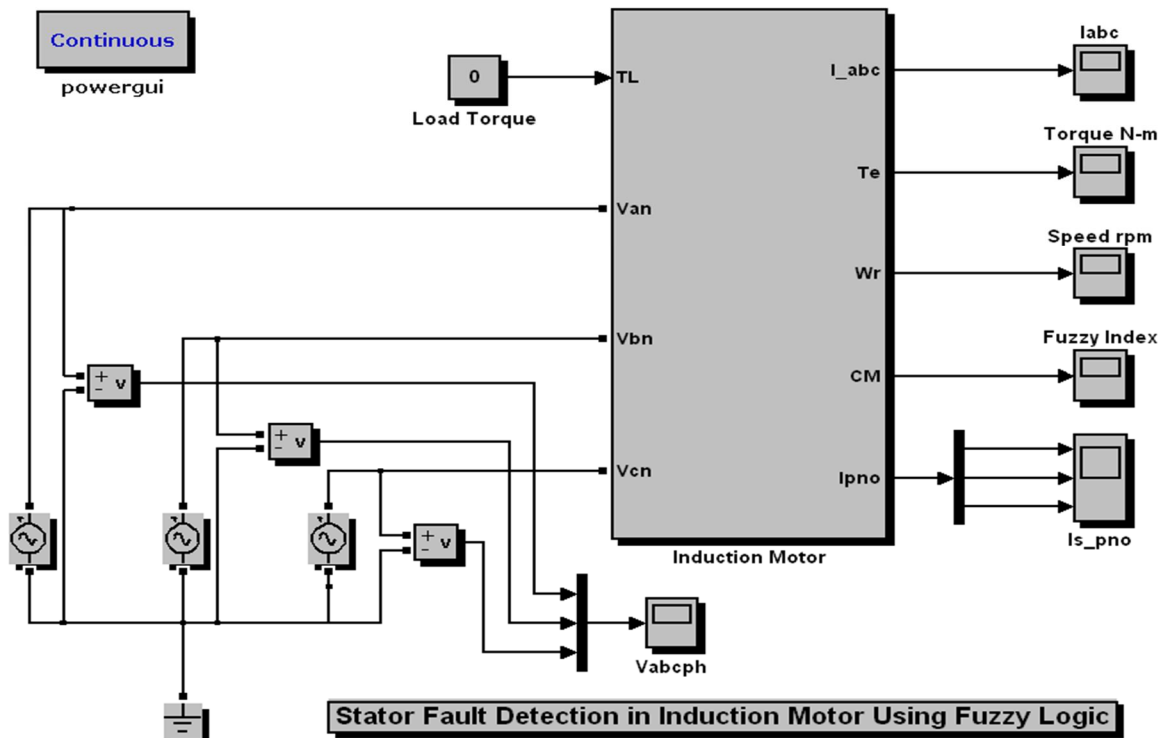 Continuous
powergui
0
Load Torque
TL
Van
Vbn
Vcn
I_abc
Te
Wr
CM
Ipno
Induction Motor
Iabc
Torque N-m
Speed rpm
Fuzzy Index
Is_pno
+
- v
+
- v
+
- v
Vabcph
Stator Fault Detection in Induction Motor Using Fuzzy Logic